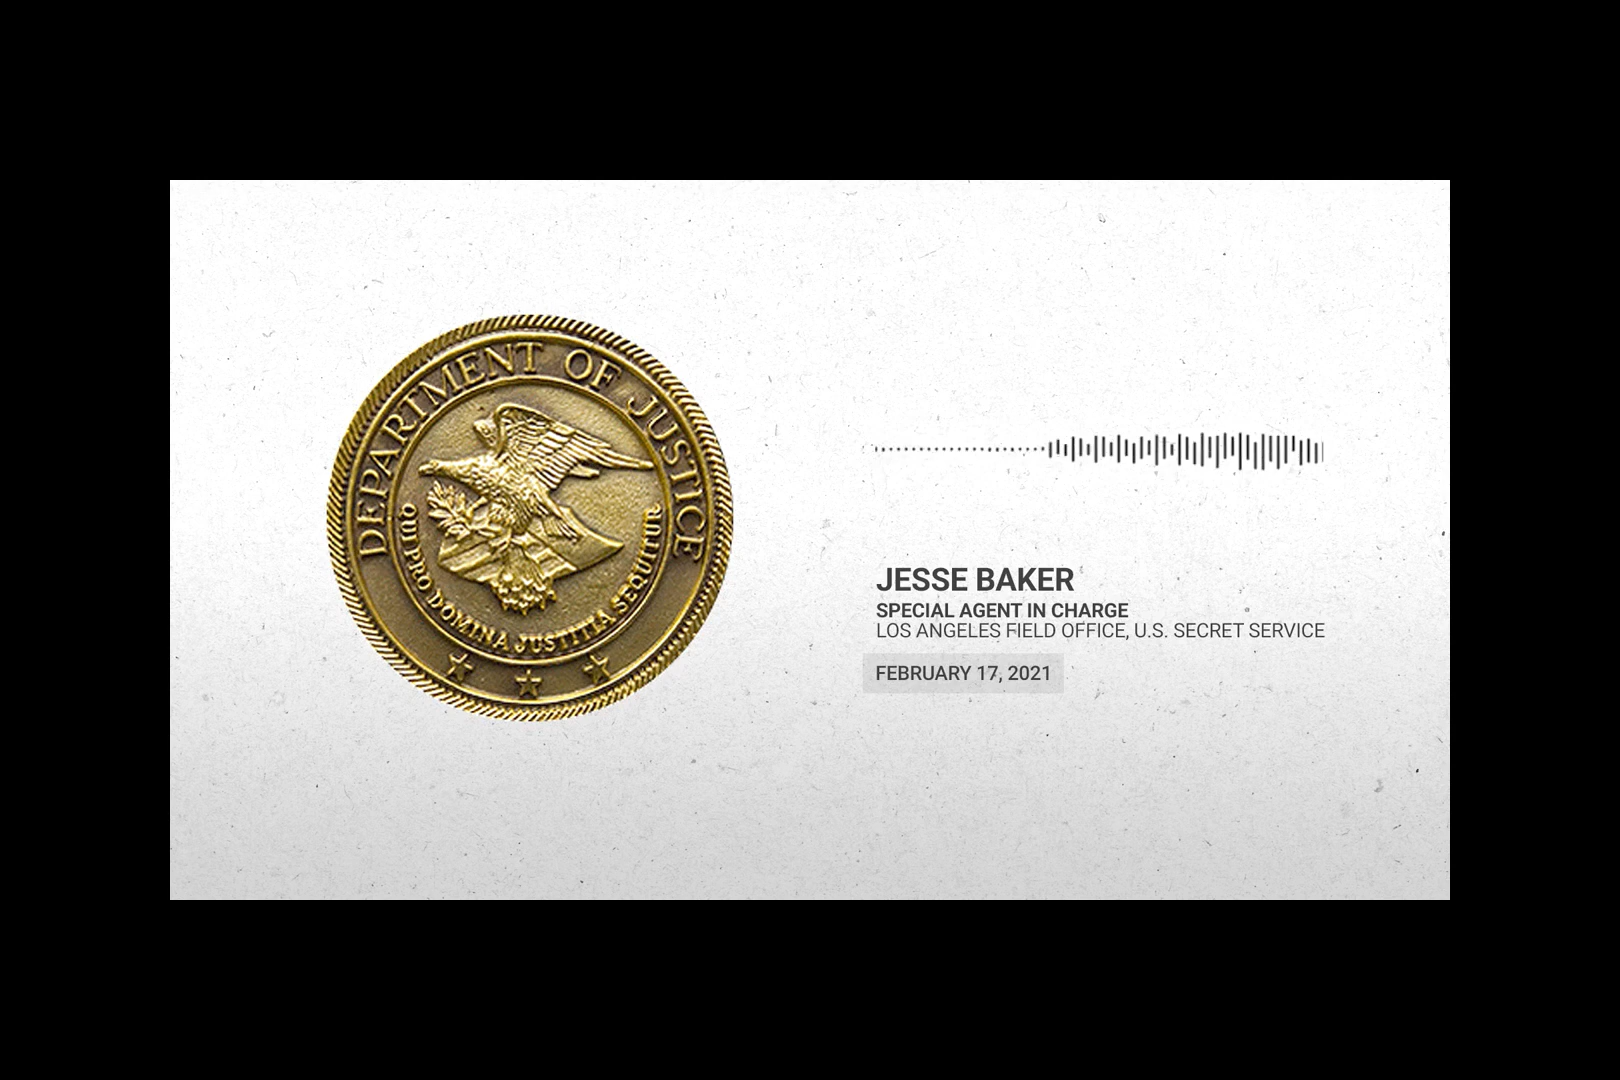 DEPARTMENT OF JUSTICE
QUI PRO DOMINA JUSTITIA SEQUITUR
JESSE BAKER
SPECIAL AGENT IN CHARGE
LOS ANGELES FIELD OFFICE, U.S. SECRET SERVICE
FEBRUARY 17, 2021